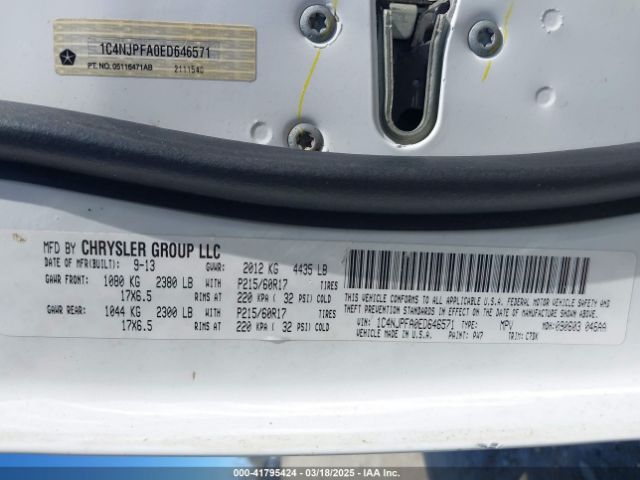 1C4NJPFA0ED646571
PT. NO. 05116471AB 2111540
MFD BY CHRYSLER GROUP LLC
DATE OF MFR(BUILT): 9-13 GVWR: 2012 KG 4435 LB
GAWR FRONT: 1080 KG 2380 LB WITH P215/60R17 TIRES
17X6.5 RIMS AT 220 KPA ( 32 PSI) COLD
GAWR REAR: 1044 KG 2300 LB WITH P215/60R17 TIRES
17X6.5 RIMS AT 220 KPA ( 32 PSI) COLD
THIS VEHICLE CONFORMS TO ALL APPLICABLE U.S.A. FEDERAL MOTOR VEHICLE SAFETY AND
THEFT PREVENTION STANDARDS IN EFFECT ON THE DATE OF MANUFACTURE SHOWN ABOVE.
VIN: 1C4NJPFA0ED646571 TYPE: MPV MDH: 090603 046AA
VEHICLE MADE IN U.S.A. PAINT: PW7 TRIM: C7DX
000-41795424 | 03/18/2025 - IAA Inc.